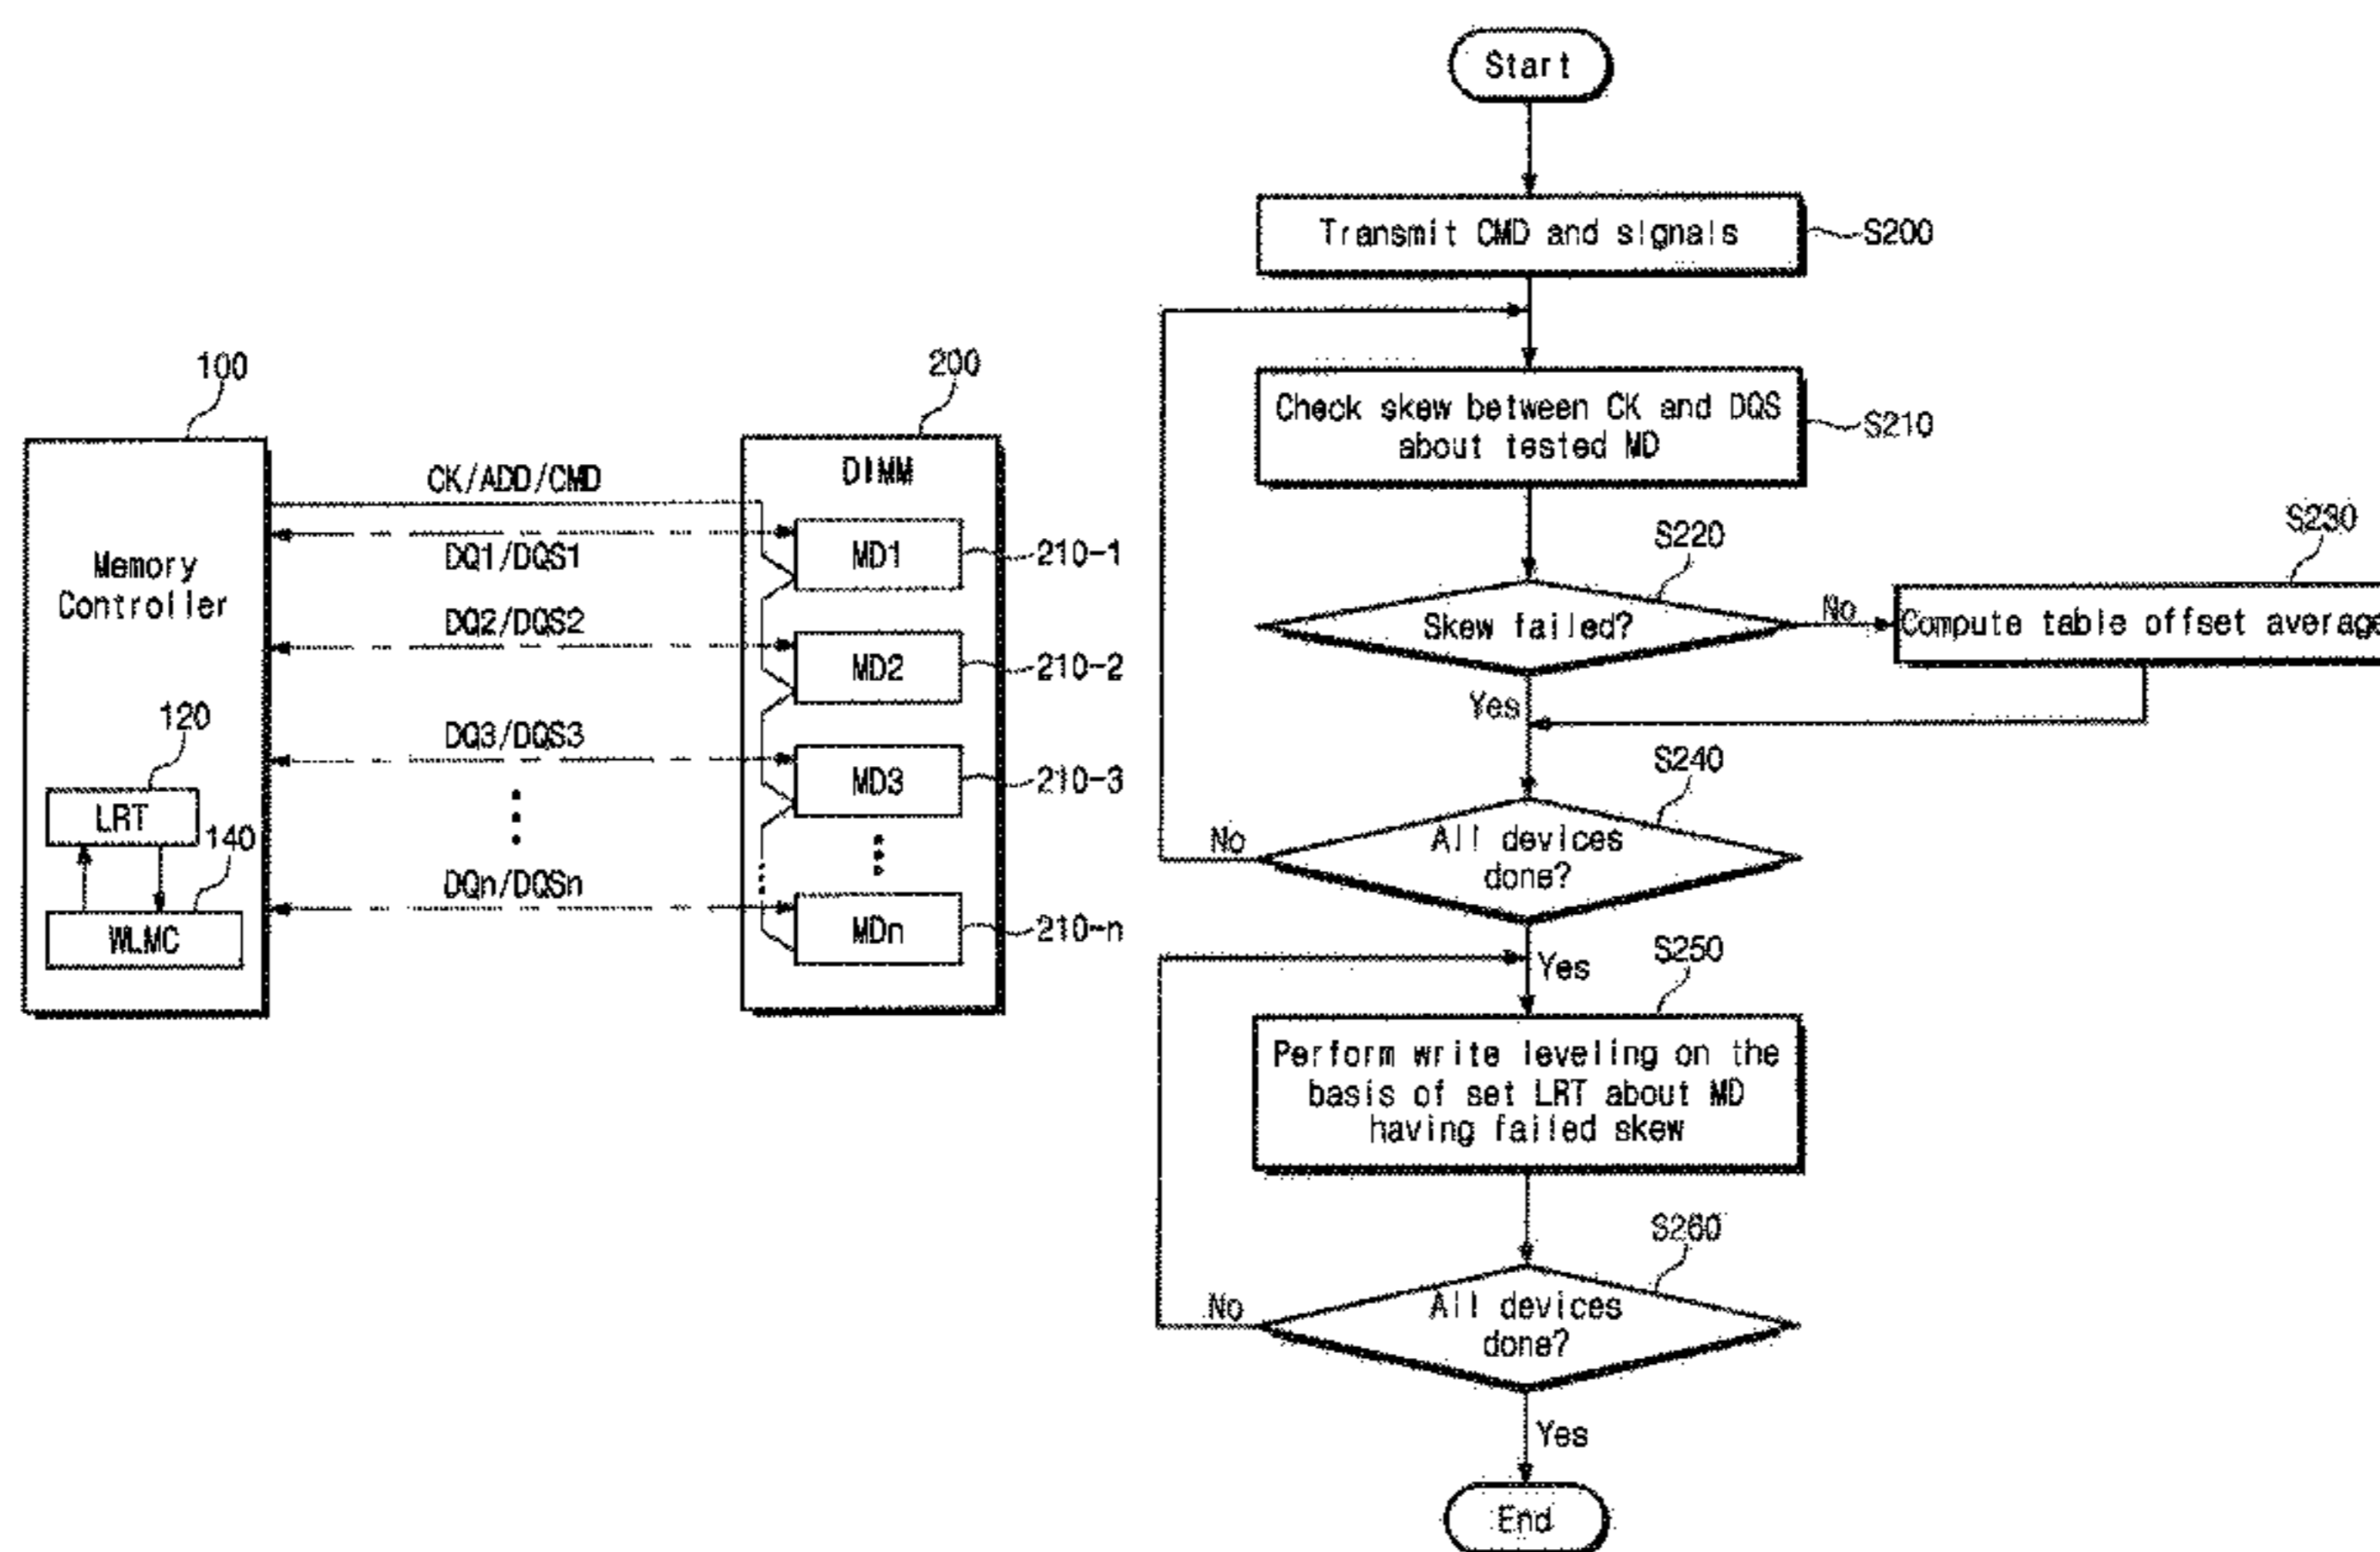 100
200
CK/ADD/CMD
DIMM
Memory
Controller
MD1
210-1
DQ1/DQS1
DQ2/DQS2
MD2
210-2
120
DQ3/DQS3
MD3
210-3
LRT
140
WLMC
DQn/DQSn
MDn
210-n
Start
Transmit CMD and signals
S200
Check skew between CK and DQS
about tested MD
S210
S220
Skew failed?
No
S230
Compute table offset average
Yes
S240
All devices
done?
No
Yes
S250
Perform write leveling on the
basis of set LRT about MD
having failed skew
S260
All devices
done?
No
Yes
End